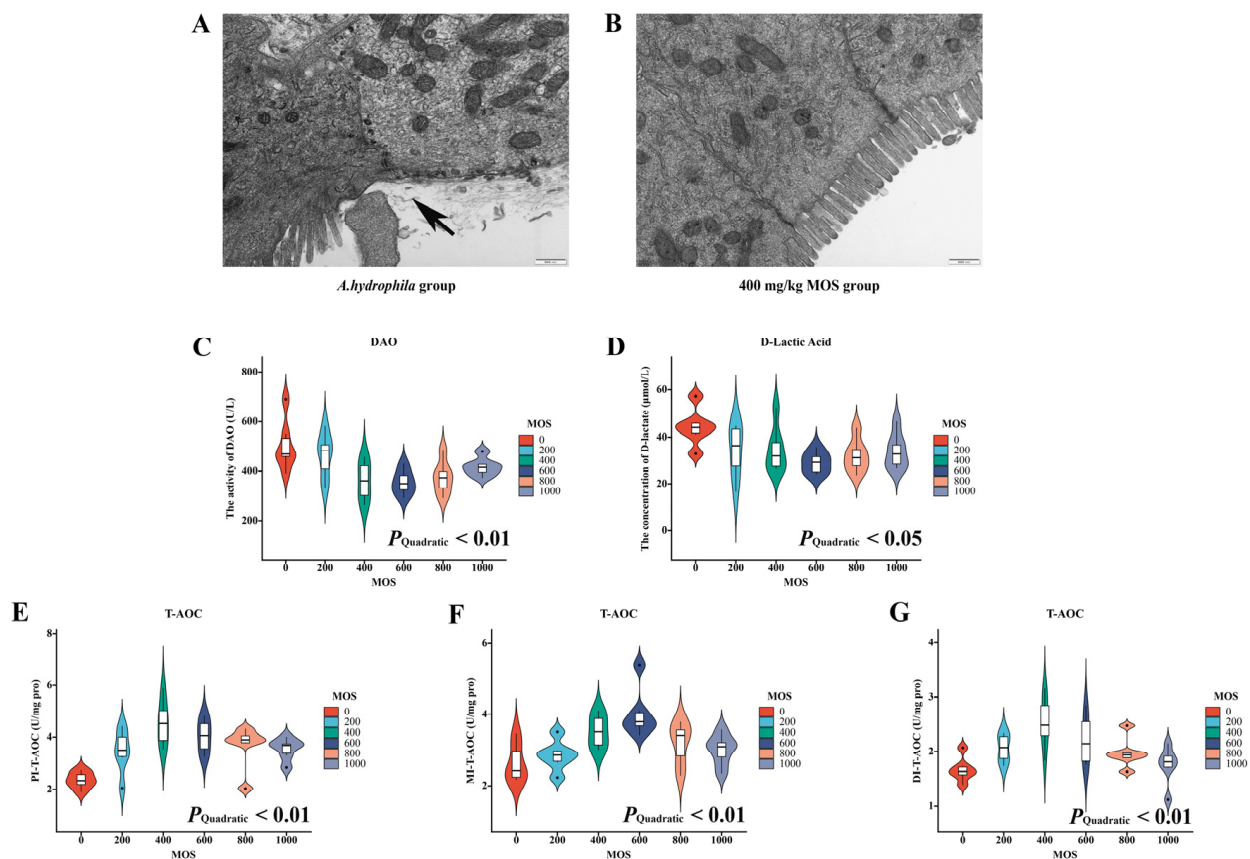 A
B
A.hydrophila group
400 mg/kg MOS group
C
DAO
The activity of DAO (U/L)
800
600
400
200
0
200
400
600
800
1000
MOS
MOS
0
200
400
600
800
1000
PQuadratic < 0.01
D
D-Lactic Acid
The concentration of D-lactate (μmol/L)
60
40
20
0
0
200
400
600
800
1000
MOS
MOS
0
200
400
600
800
1000
PQuadratic < 0.05
E
T-AOC
PI-T-AOC (U/mg pro)
8
6
4
2
0
200
400
600
800
1000
MOS
MOS
0
200
400
600
800
1000
PQuadratic < 0.01
F
T-AOC
MI-T-AOC (U/mg pro)
6
4
2
0
200
400
600
800
1000
MOS
MOS
0
200
400
600
800
1000
PQuadratic < 0.01
G
T-AOC
DI-T-AOC (U/mg pro)
4
3
2
1
0
200
400
600
800
1000
MOS
MOS
0
200
400
600
800
1000
PQuadratic < 0.01